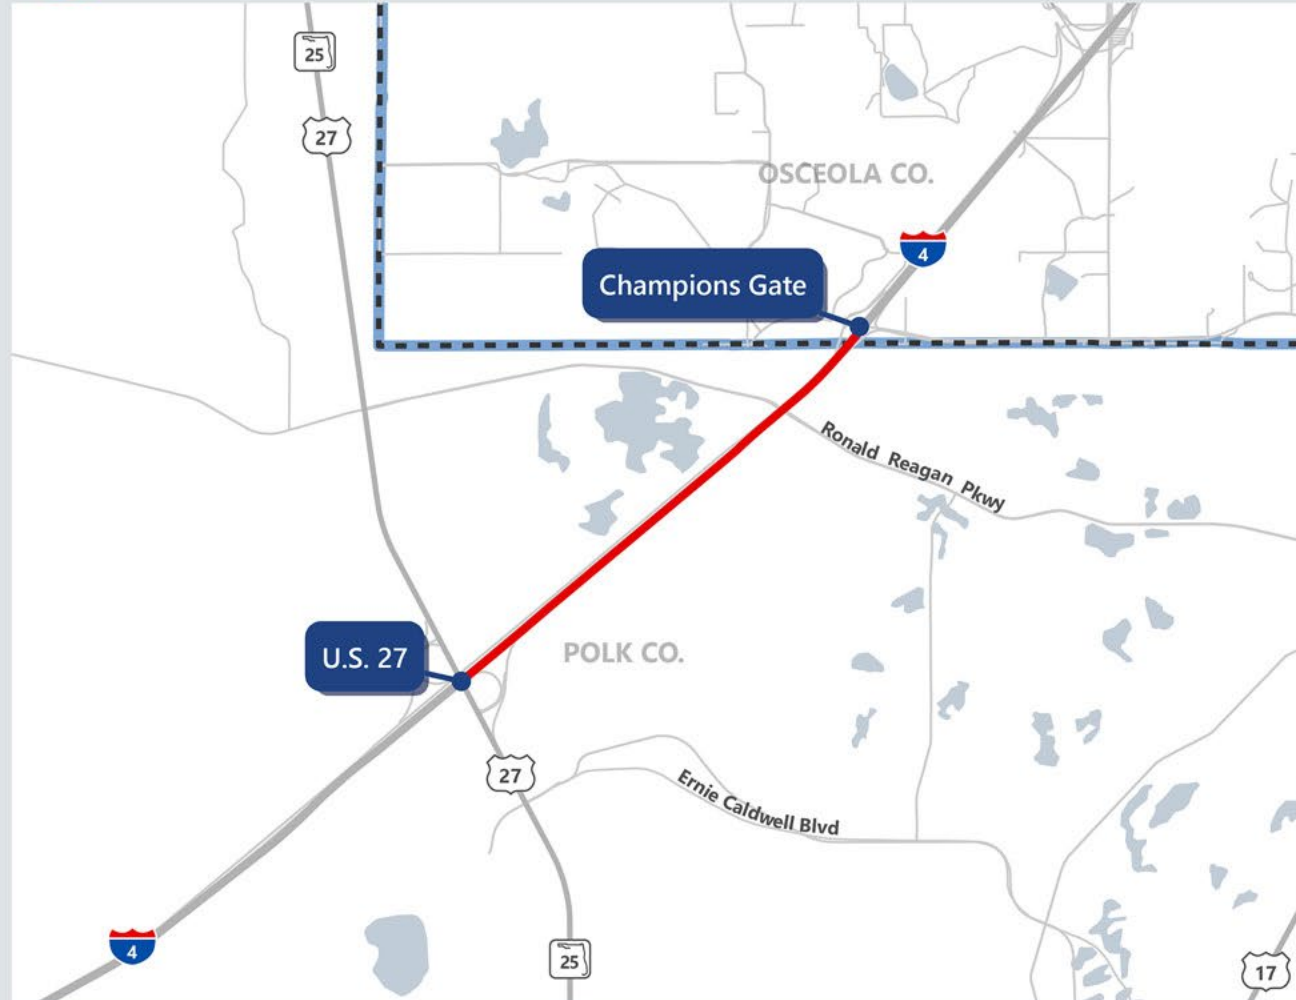 25
27
OSCEOLA CO.
4
Champions Gate
Ronald Reagan Pkwy
U.S. 27
POLK CO.
27
Ernie Caldwell Blvd
4
25
17